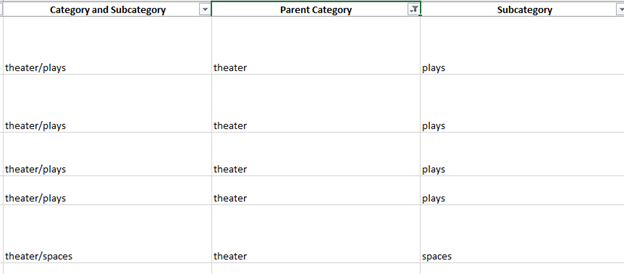 Category and Subcategory Parent Category Subcategory
theater/plays theater plays
theater/plays theater plays
theater/plays theater plays
theater/plays theater plays
theater/spaces theater spaces